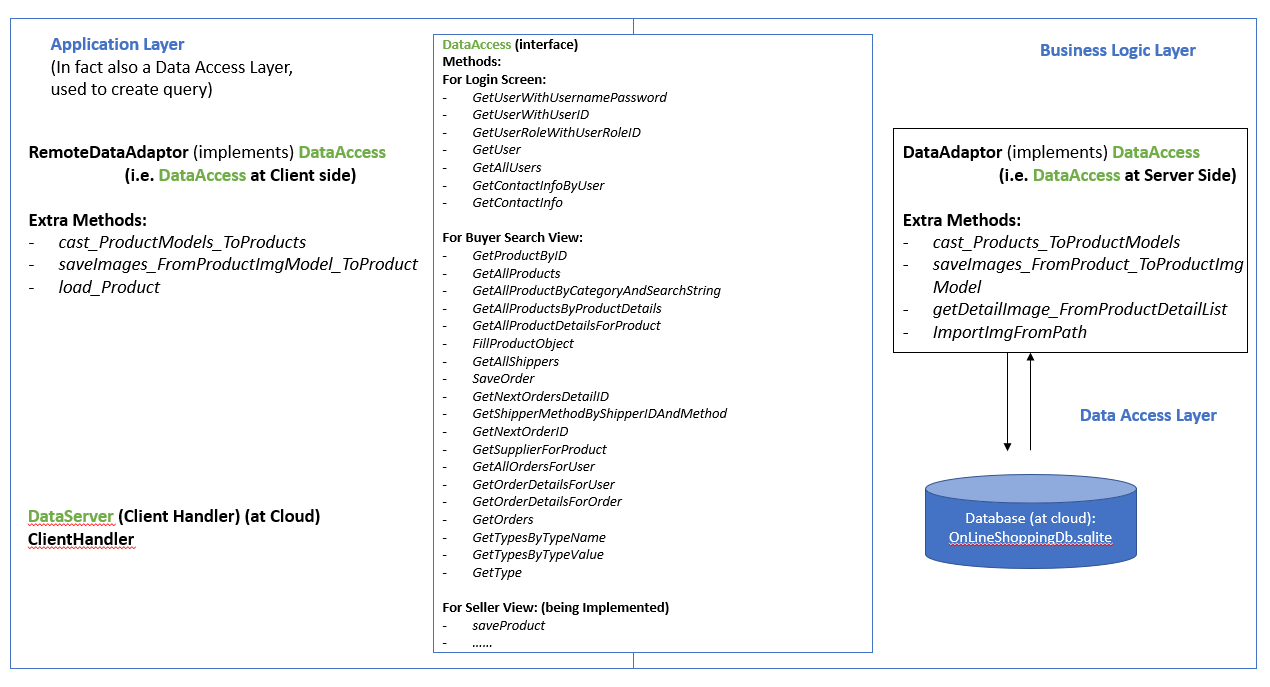 Application Layer
(In fact also a Data Access Layer,
used to create query)
RemoteDataAdaptor (implements) DataAccess
(i.e. DataAccess at Client side)
Extra Methods:
- cast_ProductModels_ToProducts
- saveImages_FromProductImgModel_ToProduct
- load_Product
DataServer (Client Handler) (at Cloud)
ClientHandler
DataAccess (interface)
Methods:
For Login Screen:
- GetUserWithUsernamePassword
- GetUserWithUserID
- GetUserRoleWithUserRoleID
- GetUser
- GetAllUsers
- GetContactInfoByUser
- GetContactInfo
For Buyer Search View:
- GetProductByID
- GetAllProducts
- GetAllProductByCategoryAndSearchString
- GetAllProductsByProductDetails
- GetAllProductDetailsForProduct
- FillProductObject
- GetAllShippers
- SaveOrder
- GetNextOrdersDetailID
- GetShipperMethodByShipperIDAndMethod
- GetNextOrderID
- GetSupplierForProduct
- GetAllOrdersForUser
- GetOrderDetailsForUser
- GetOrderDetailsForOrder
- GetOrders
- GetTypesByTypeName
- GetTypesByTypeValue
- GetType
For Seller View: (being Implemented)
- saveProduct
- ……
Business Logic Layer
DataAdaptor (implements) DataAccess
(i.e. DataAccess at Server Side)
Extra Methods:
- cast_Products_ToProductModels
- saveImages_FromProduct_ToProductImg
Model
- getDetailImage_FromProductDetailList
- ImportImgFromPath
Data Access Layer
Database (at cloud):
OnLineShoppingDb.sqlite